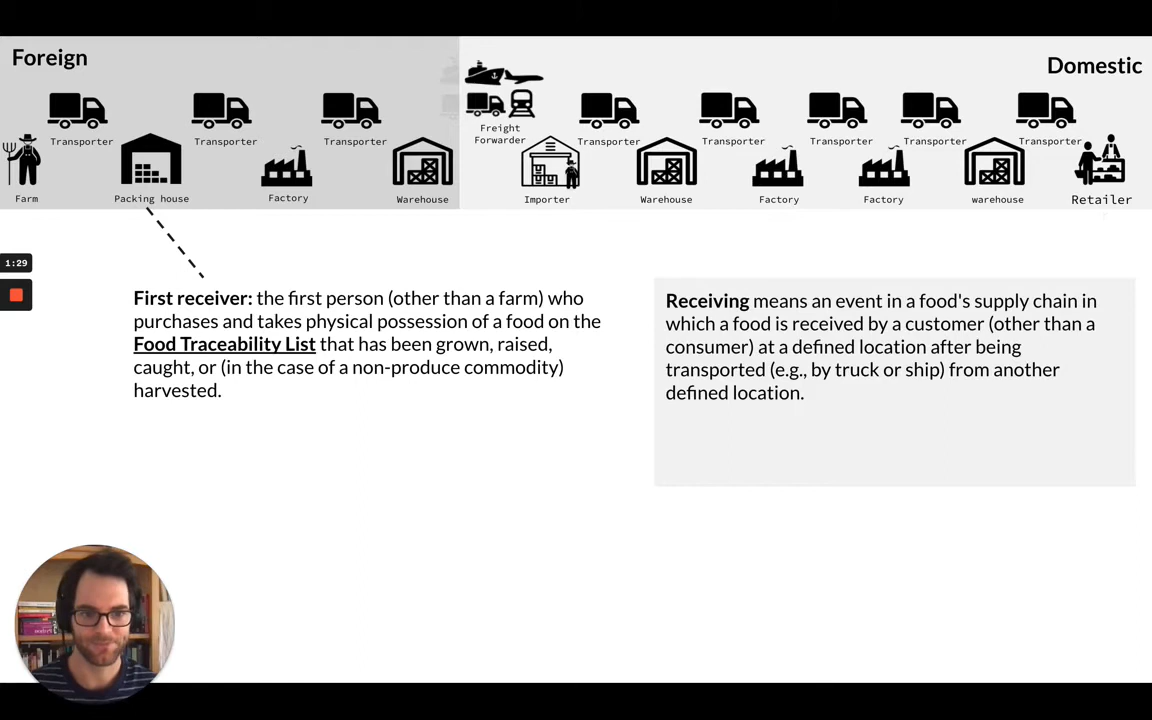 Foreign
Domestic
Transporter
Transporter
Transporter
Freight
Forwarder
Transporter
Transporter
Transporter
Transporter
Transporter
Farm
Packing house
Factory
Warehouse
Importer
Warehouse
Factory
Factory
warehouse
Retailer
1:29
First receiver: the first person (other than a farm) who
purchases and takes physical possession of a food on the
Food Traceability List that has been grown, raised,
caught, or (in the case of a non-produce commodity)
harvested.
Receiving means an event in a food's supply chain in
which a food is received by a customer (other than a
consumer) at a defined location after being
transported (e.g., by truck or ship) from another
defined location.